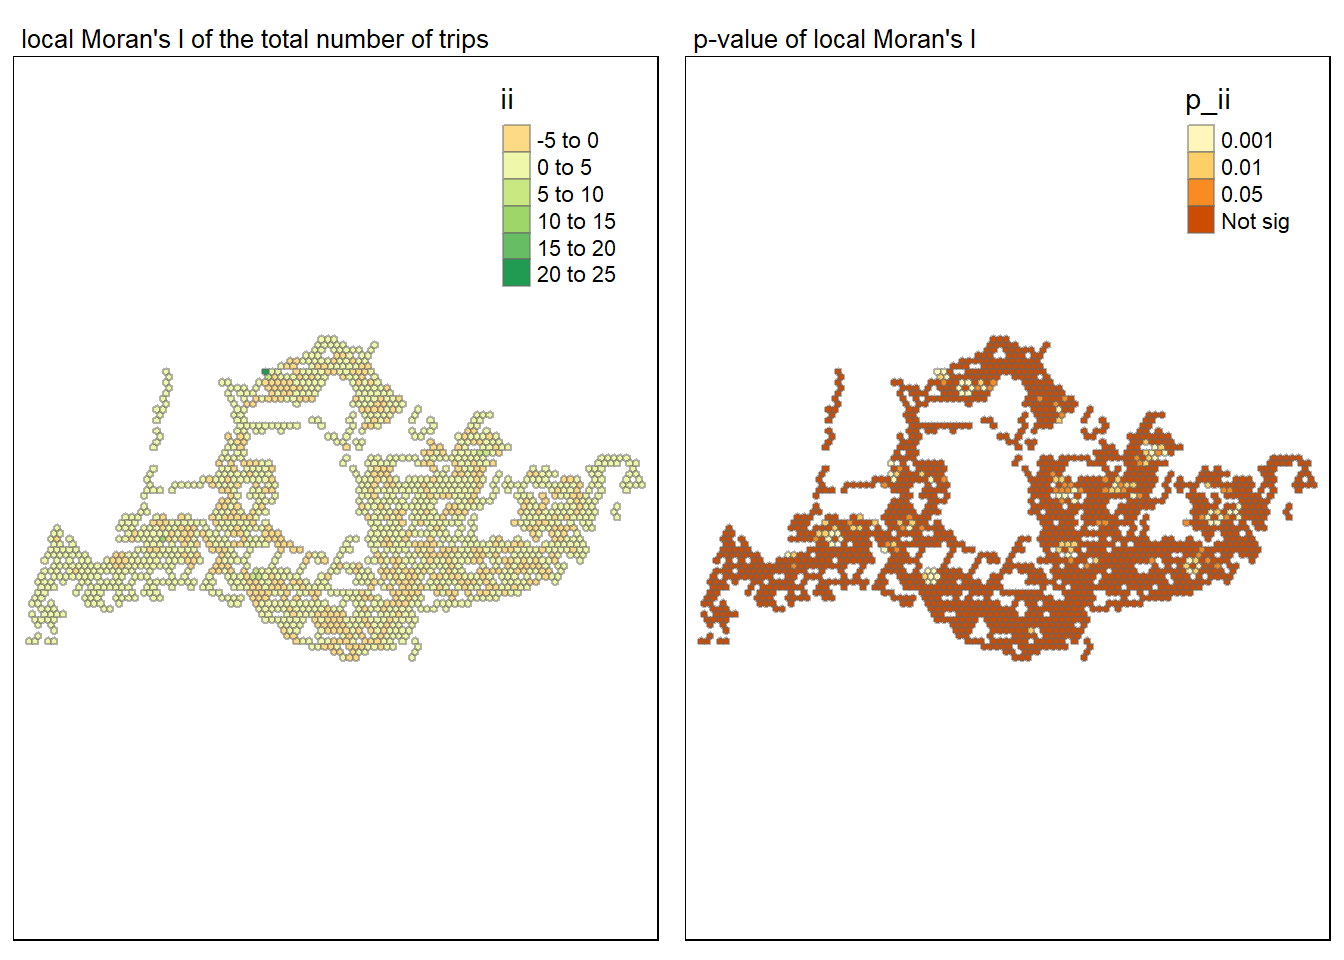 local Moran's I of the total number of trips
ii
-5 to 0
0 to 5
5 to 10
10 to 15
15 to 20
20 to 25
p-value of local Moran's I
p_ii
0.001
0.01
0.05
Not sig